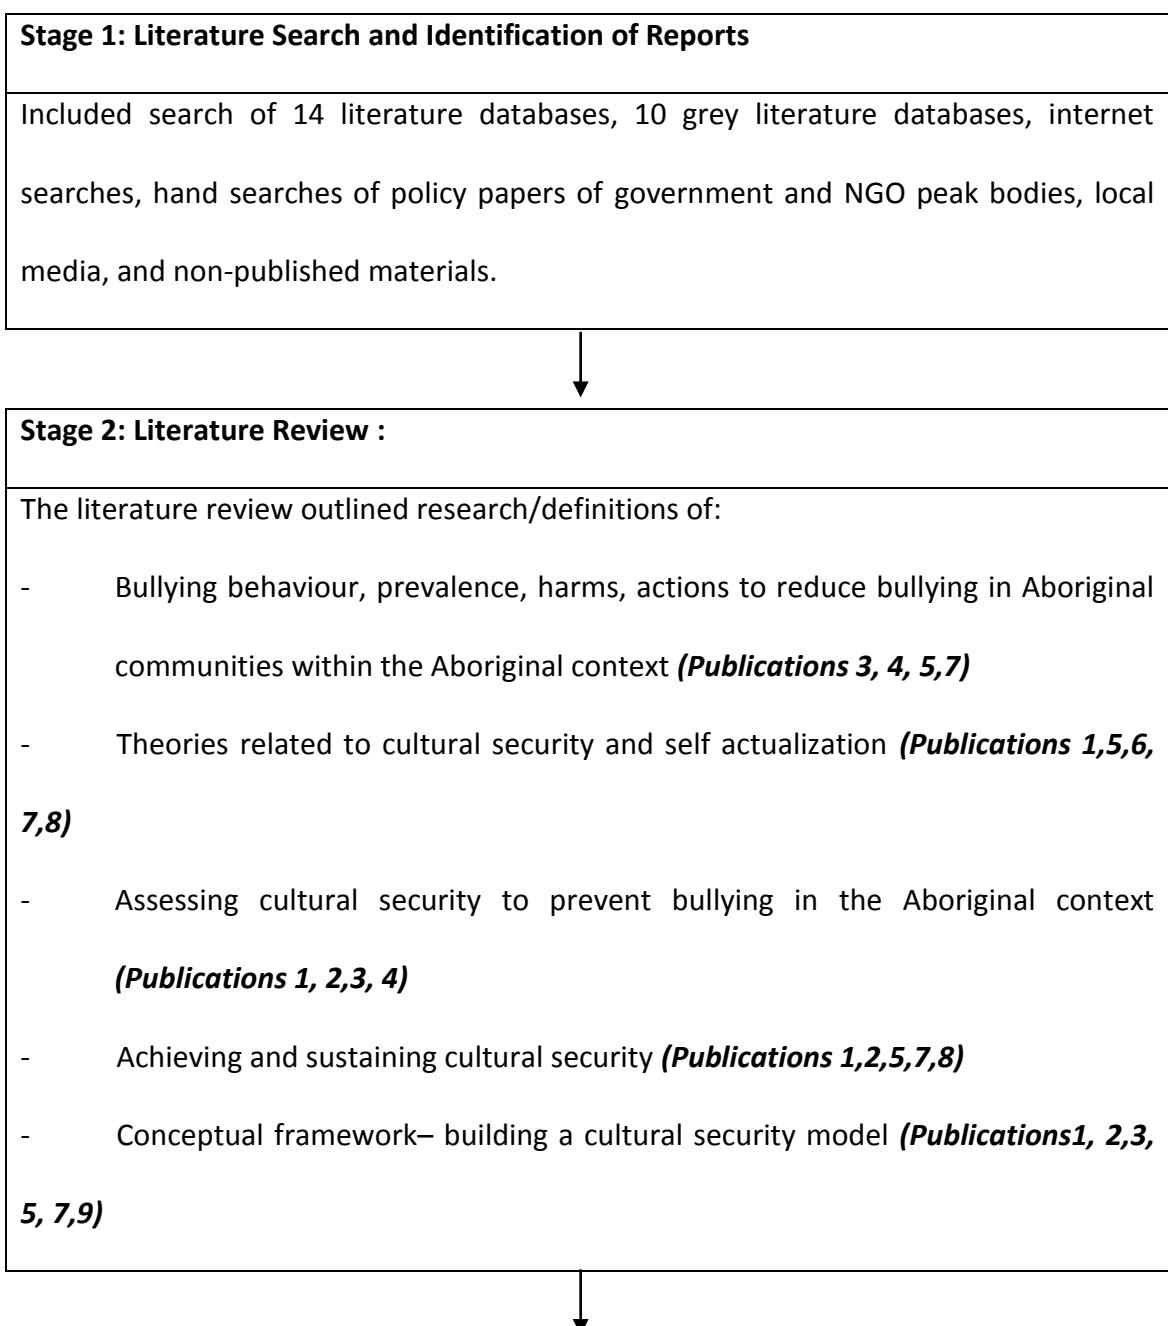 Stage 1: Literature Search and Identification of Reports
Included search of 14 literature databases, 10 grey literature databases, internet
searches, hand searches of policy papers of government and NGO peak bodies, local
media, and non-published materials.
Stage 2: Literature Review :
The literature review outlined research/definitions of:
- Bullying behaviour, prevalence, harms, actions to reduce bullying in Aboriginal
communities within the Aboriginal context (Publications 3, 4, 5,7)
- Theories related to cultural security and self actualization (Publications 1,5,6,
7,8)
- Assessing cultural security to prevent bullying in the Aboriginal context
(Publications 1, 2,3, 4)
- Achieving and sustaining cultural security (Publications 1,2,5,7,8)
- Conceptual framework– building a cultural security model (Publications1, 2,3,
5, 7,9)